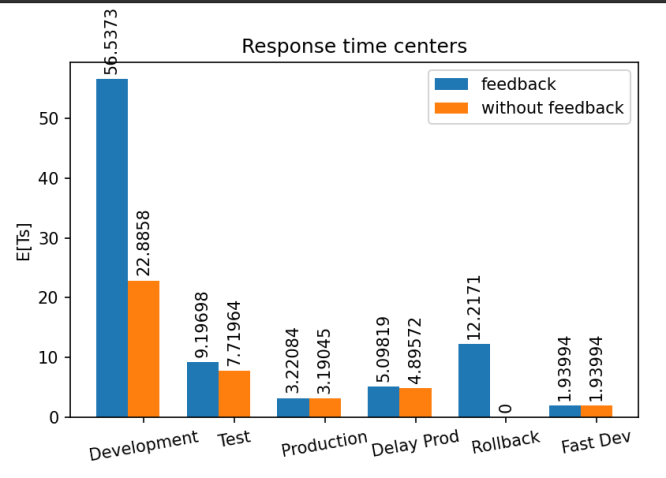 Response time centers
feedback
without feedback
E[Ts]
50
40
30
20
10
0
56.5373
22.8858
9.19698
7.71964
3.22084
3.19045
5.09819
4.89572
12.2171
0
1.93994
1.93994
Development
Test
Production
Delay Prod
Rollback
Fast Dev